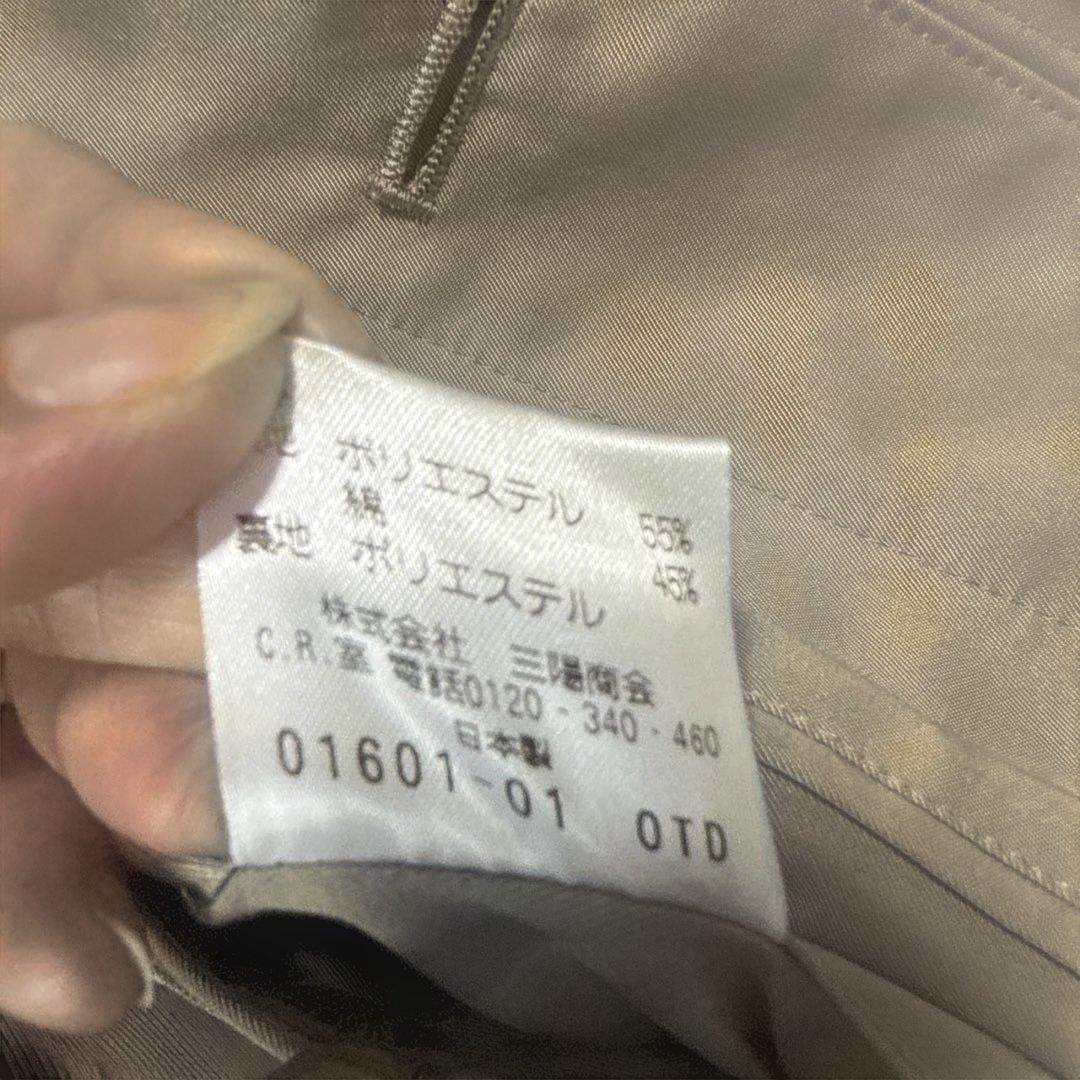 ポリエステル 55%
綿 45%
裏地 ポリエステル
株式会社 三陽商会
C.R.室 電話0120-340-460
日本製
01601-01 OTD